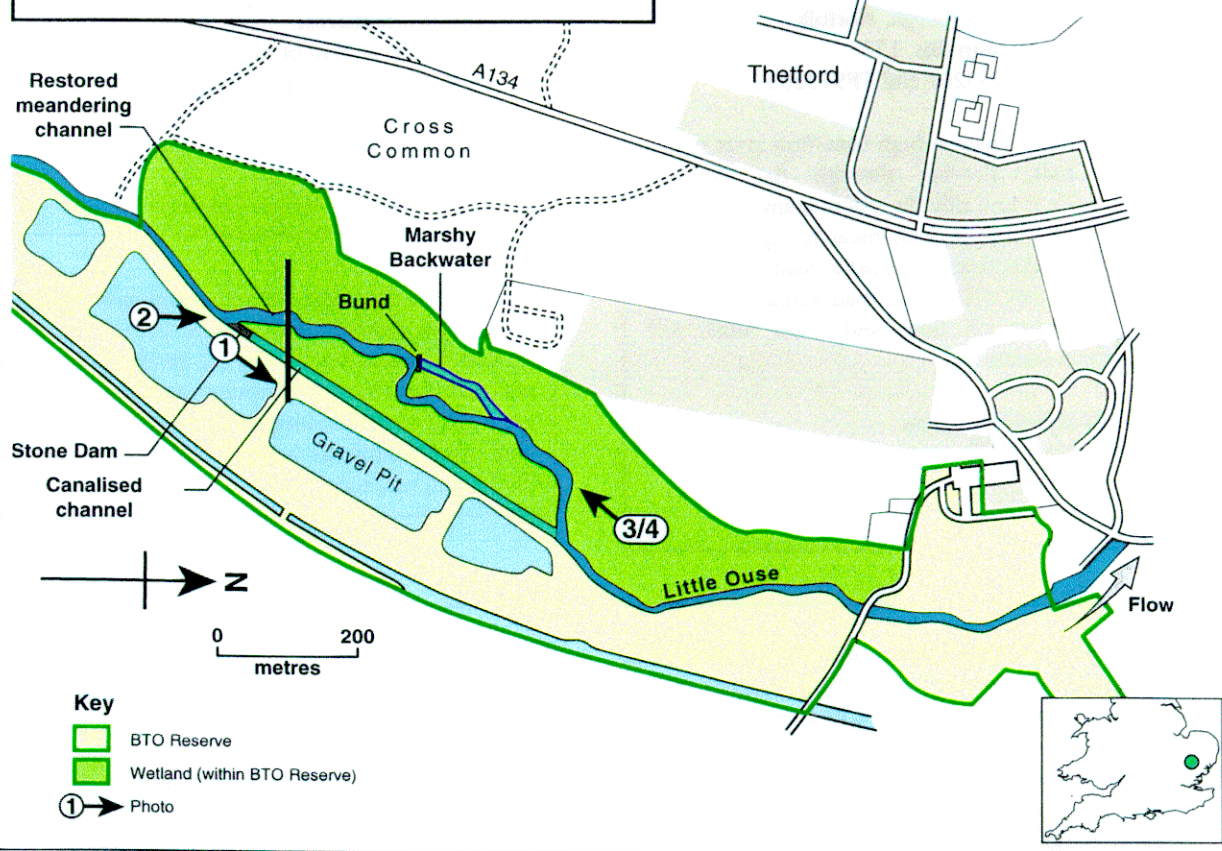 Thetford
A134
Restored
meandering
channel
Cross
Common
Marshy
Backwater
Bund
2
1
Stone Dam
Gravel Pit
Canalised
channel
3/4
N
Little Ouse
Flow
0 200
metres
Key
BTO Reserve
Wetland (within BTO Reserve)
1 Photo